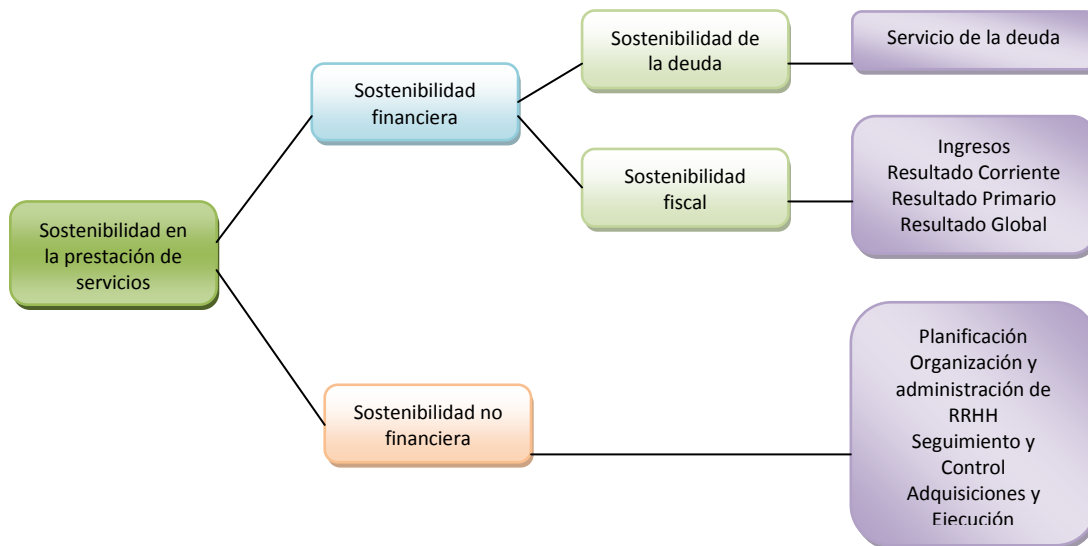 Sostenibilidad de
la deuda
Servicio de la deuda
Sostenibilidad
financiera
Ingresos
Resultado Corriente
Resultado Primario
Resultado Global
Sostenibilidad
fiscal
Sostenibilidad en
la prestación de
servicios
Planificación
Organización y
administración de
RRHH
Seguimiento y
Control
Adquisiciones y
Ejecución
Sostenibilidad no
financiera